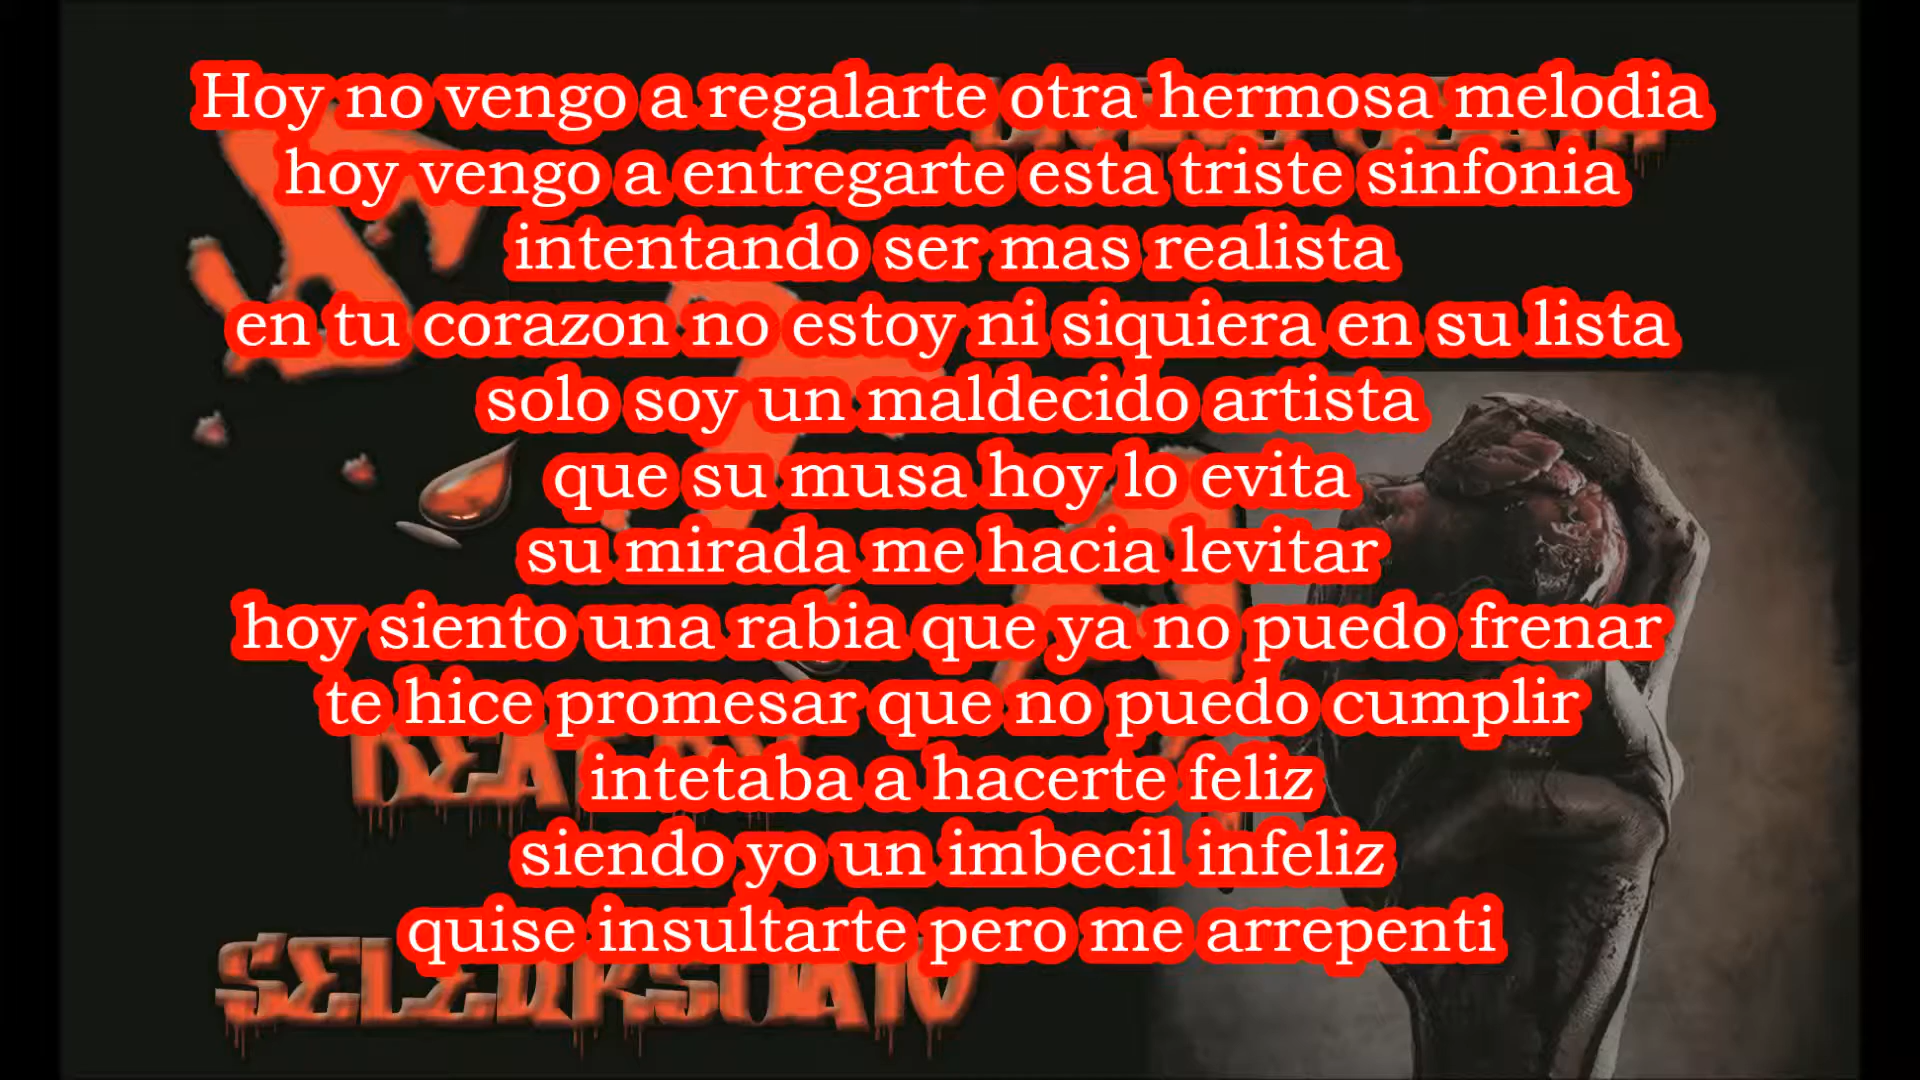 Hoy no vengo a regalarte otra hermosa melodia
hoy vengo a entregarte esta triste sinfonia
intentando ser mas realista
en tu corazon no estoy ni siquiera en su lista
solo soy un maldecido artista
que su musa hoy lo evita
su mirada me hacia levitar
hoy siento una rabia que ya no puedo frenar
te hice promesar que no puedo cumplir
intetaba a hacerte feliz
siendo yo un imbecil infeliz
quise insultarte pero me arrepenti